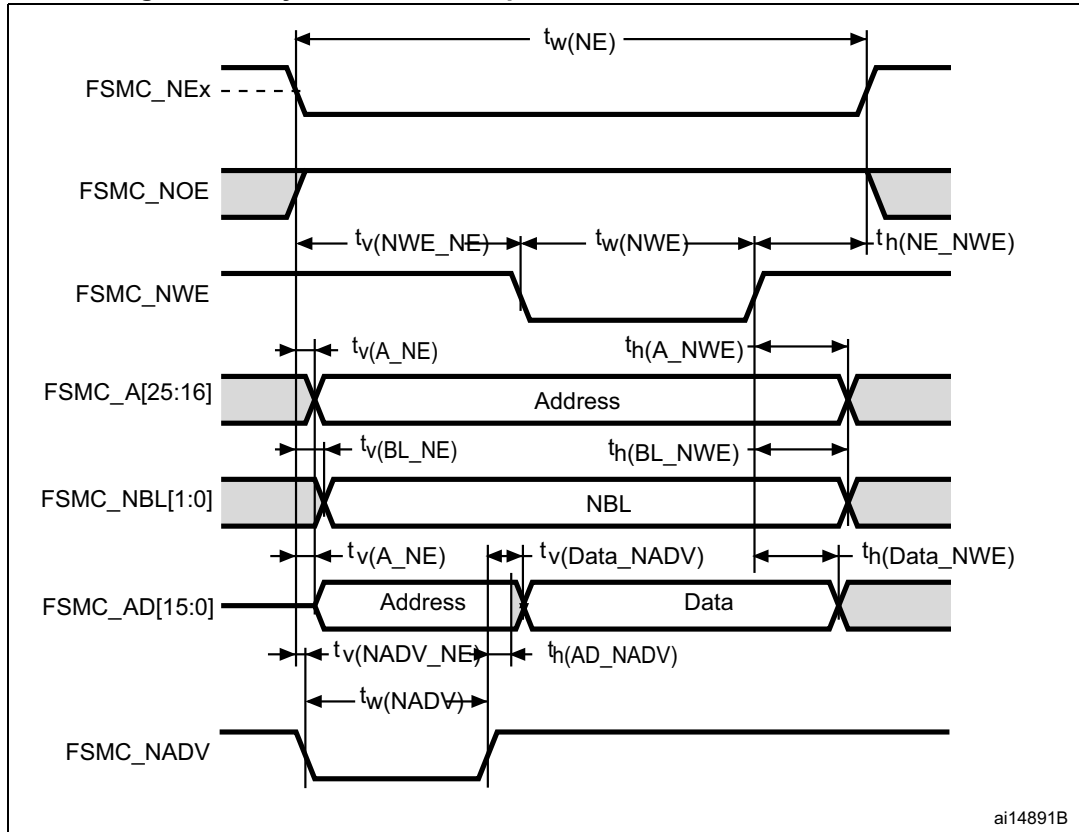 tw(NE)
FSMC_NEx
FSMC_NOE
tv(NWE_NE)
tw(NWE)
th(NE_NWE)
FSMC_NWE
tv(A_NE)
th(A_NWE)
FSMC_A[25:16]
Address
tv(BL_NE)
th(BL_NWE)
FSMC_NBL[1:0]
NBL
tv(A_NE)
tv(Data_NADV)
th(Data_NWE)
FSMC_AD[15:0]
Address
Data
tv(NADV_NE)
th(AD_NADV)
tw(NADV)
FSMC_NADV
ai14891B